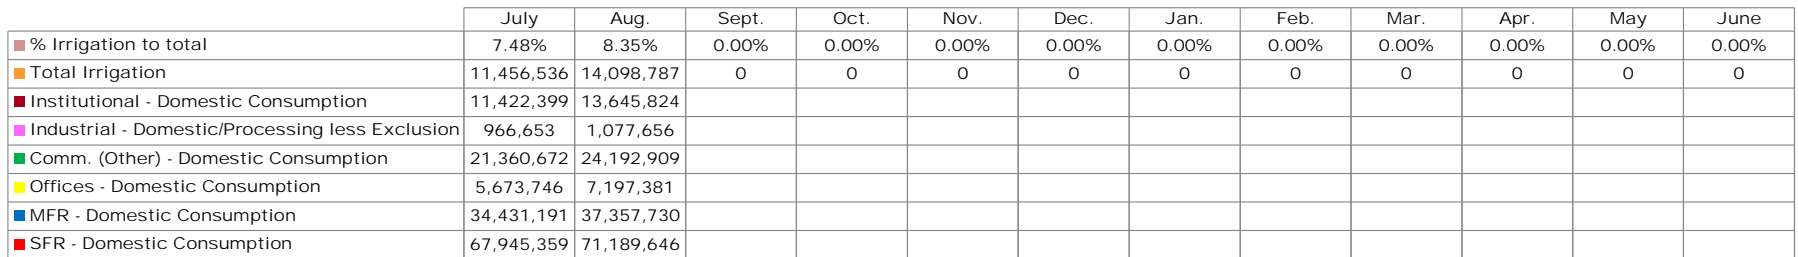 July Aug. Sept. Oct. Nov. Dec. Jan. Feb. Mar. Apr. May June
% Irrigation to total 7.48% 8.35% 0.00% 0.00% 0.00% 0.00% 0.00% 0.00% 0.00% 0.00% 0.00% 0.00%
Total Irrigation 11,456,536 14,098,787 0 0 0 0 0 0 0 0 0 0
Institutional - Domestic Consumption 11,422,399 13,645,824
Industrial - Domestic/Processing less Exclusion 966,653 1,077,656
Comm. (Other) - Domestic Consumption 21,360,672 24,192,909
Offices - Domestic Consumption 5,673,746 7,197,381
MFR - Domestic Consumption 34,431,191 37,357,730
SFR - Domestic Consumption 67,945,359 71,189,646